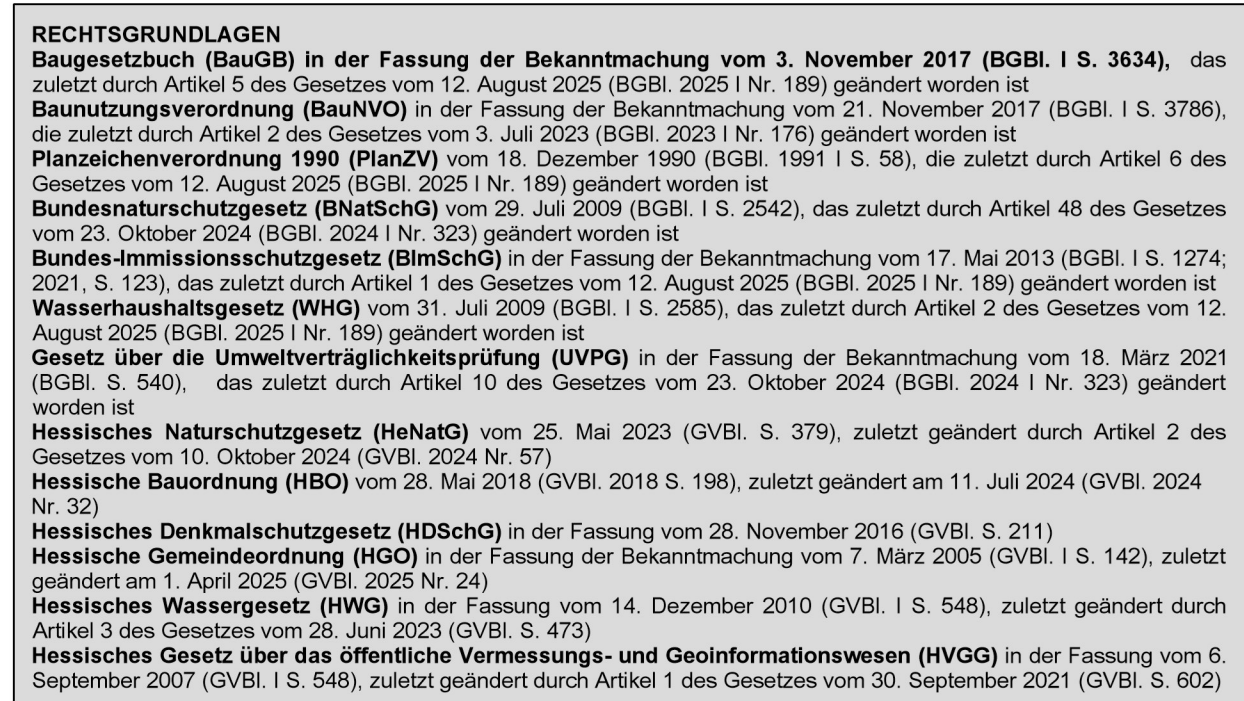 RECHTSGRUNDLAGEN
Baugesetzbuch (BauGB) in der Fassung der Bekanntmachung vom 3. November 2017 (BGBl. I S. 3634), das
zuletzt durch Artikel 5 des Gesetzes vom 12. August 2025 (BGBl. 2025 I Nr. 189) geändert worden ist
Baunutzungsverordnung (BauNVO) in der Fassung der Bekanntmachung vom 21. November 2017 (BGBl. I S. 3786),
die zuletzt durch Artikel 2 des Gesetzes vom 3. Juli 2023 (BGBl. 2023 I Nr. 176) geändert worden ist
Planzeichenverordnung 1990 (PlanZV) vom 18. Dezember 1990 (BGBl. 1991 I S. 58), die zuletzt durch Artikel 6 des
Gesetzes vom 12. August 2025 (BGBl. 2025 I Nr. 189) geändert worden ist
Bundesnaturschutzgesetz (BNatSchG) vom 29. Juli 2009 (BGBl. I S. 2542), das zuletzt durch Artikel 48 des Gesetzes
vom 23. Oktober 2024 (BGBl. 2024 I Nr. 323) geändert worden ist
Bundes-Immissionsschutzgesetz (BImSchG) in der Fassung der Bekanntmachung vom 17. Mai 2013 (BGBl. I S. 1274;
2021, S. 123), das zuletzt durch Artikel 1 des Gesetzes vom 12. August 2025 (BGBl. 2025 I Nr. 189) geändert worden ist
Wasserhaushaltsgesetz (WHG) vom 31. Juli 2009 (BGBl. I S. 2585), das zuletzt durch Artikel 2 des Gesetzes vom 12.
August 2025 (BGBl. 2025 I Nr. 189) geändert worden ist
Gesetz über die Umweltverträglichkeitsprüfung (UVPG) in der Fassung der Bekanntmachung vom 18. März 2021
(BGBl. S. 540), das zuletzt durch Artikel 10 des Gesetzes vom 23. Oktober 2024 (BGBl. 2024 I Nr. 323) geändert
worden ist
Hessisches Naturschutzgesetz (HeNatG) vom 25. Mai 2023 (GVBl. S. 379), zuletzt geändert durch Artikel 2 des
Gesetzes vom 10. Oktober 2024 (GVBl. 2024 Nr. 57)
Hessische Bauordnung (HBO) vom 28. Mai 2018 (GVBl. 2018 S. 198), zuletzt geändert am 11. Juli 2024 (GVBl. 2024
Nr. 32)
Hessisches Denkmalschutzgesetz (HDSchG) in der Fassung vom 28. November 2016 (GVBl. S. 211)
Hessische Gemeindeordnung (HGO) in der Fassung der Bekanntmachung vom 7. März 2005 (GVBl. I S. 142), zuletzt
geändert am 1. April 2025 (GVBl. 2025 Nr. 24)
Hessisches Wassergesetz (HWG) in der Fassung vom 14. Dezember 2010 (GVBl. I S. 548), zuletzt geändert durch
Artikel 3 des Gesetzes vom 28. Juni 2023 (GVBl. S. 473)
Hessisches Gesetz über das öffentliche Vermessungs- und Geoinformationswesen (HVGG) in der Fassung vom 6.
September 2007 (GVBl. I S. 548), zuletzt geändert durch Artikel 1 des Gesetzes vom 30. September 2021 (GVBl. S. 602)